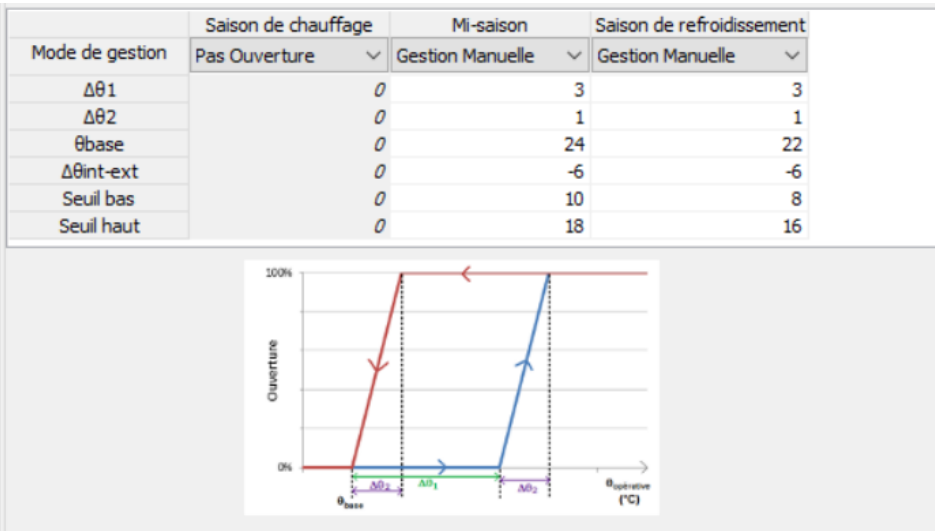 Saison de chauffage Mi-saison Saison de refroidissement
Mode de gestion Pas Ouverture Gestion Manuelle Gestion Manuelle
Δθ1 0 3 3
Δθ2 0 1 1
θbase 0 24 22
Δθint-ext 0 -6 -6
Seuil bas 0 10 8
Seuil haut 0 18 16
100%
Ouverture
0%
Δθ2 Δθ1 Δθ2
θbase
θopérative
(°C)